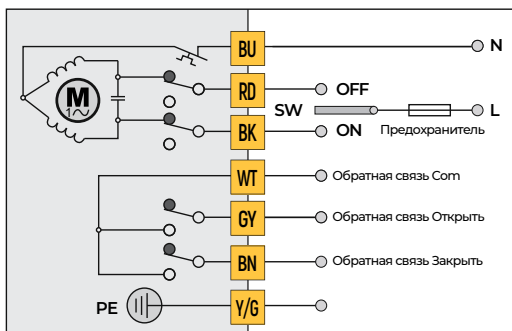 BU
N
RD
OFF
M
1~
SW
L
BK
ON
Предохранитель
WT
Обратная связь Com
GY
Обратная связь Открыть
BN
Обратная связь Закрыть
PE
Y/G